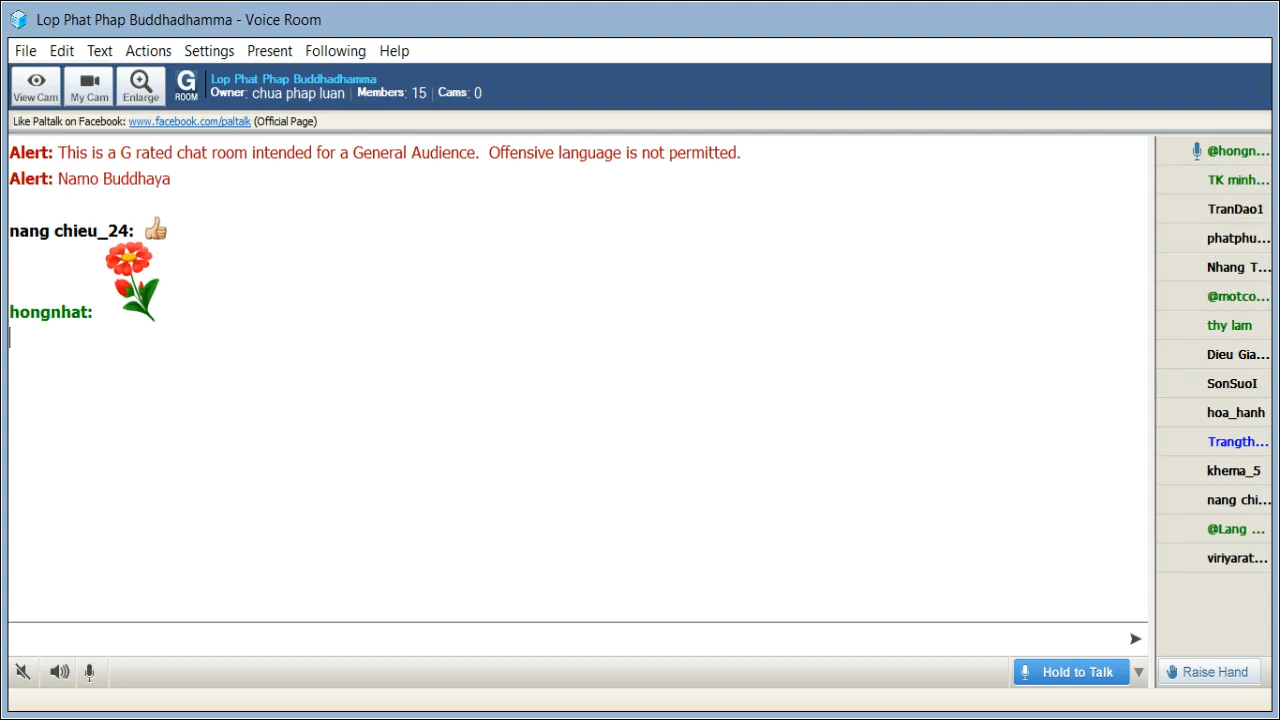 Lop Phat Phap Buddhadhamma - Voice Room
File Edit Text Actions Settings Present Following Help
View Cam My Cam Enlarge G ROOM
Lop Phat Phap Buddhadhamma
Owner: chua phap luan | Members: 15 | Cams: 0
Like Paltalk on Facebook: www.facebook.com/paltalk (Official Page)
Alert: This is a G rated chat room intended for a General Audience. Offensive language is not permitted.
Alert: Namo Buddhaya
nang chieu_24:
hongnhat:
@hongn...
TK minh...
TranDao1
phatphu...
Nhang T...
@motco...
thy lam
Dieu Gia...
SonSuoI
hoa_hanh
Trangth...
khema_5
nang chi...
@Lang ...
viriyarat...
Hold to Talk
Raise Hand